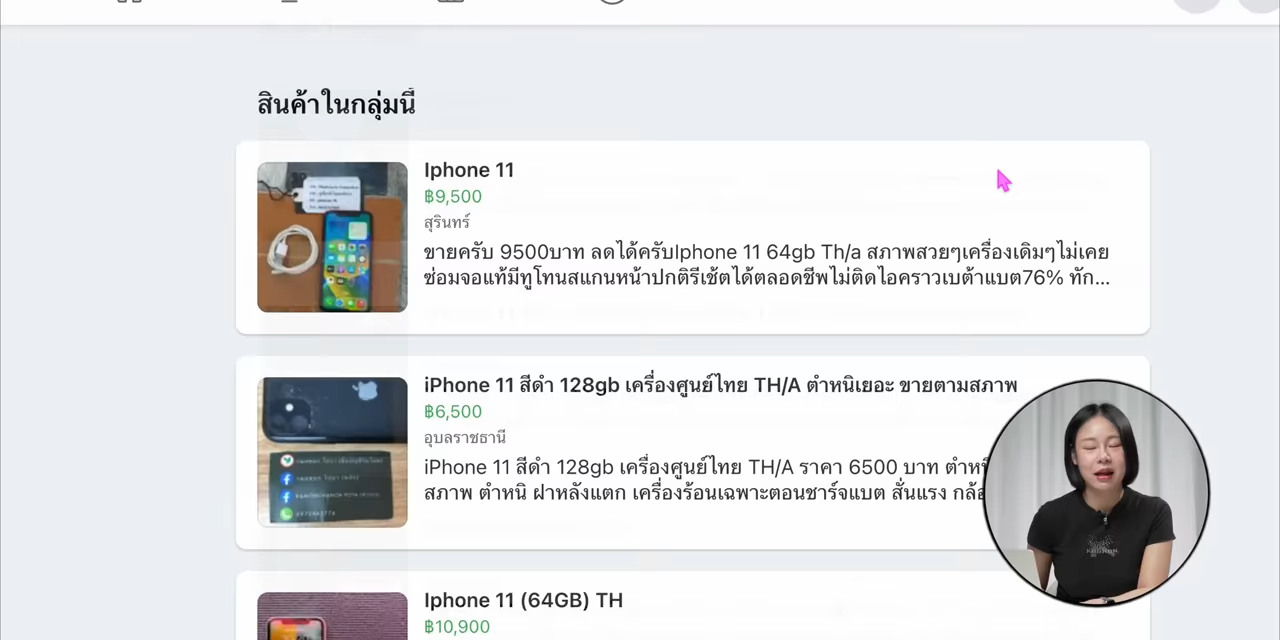 สินค้าในกลุ่มนี้
Iphone 11
฿9,500
สุรินทร์
ขายครับ 9500บาท ลดได้ครับIphone 11 64gb Th/a สภาพสวยๆเครื่องเดิมๆไม่เคย
ซ่อมจอแท้มีทูโทนสแกนหน้าปกติรีเซ้ตได้ตลอดชีพไม่ติดไอคราวเบต้าแบต76% ทัก...
iPhone 11 สีดำ 128gb เครื่องศูนย์ไทย TH/A ตำหนิเยอะ ขายตามสภาพ
฿6,500
อุบลราชธานี
iPhone 11 สีดำ 128gb เครื่องศูนย์ไทย TH/A ราคา 6500 บาท ตำหนิ
สภาพ ตำหนิ ฝาหลังแตก เครื่องร้อนเฉพาะตอนชาร์จแบต สั่นแรง กล้อ
Iphone 11 (64GB) TH
฿10,900